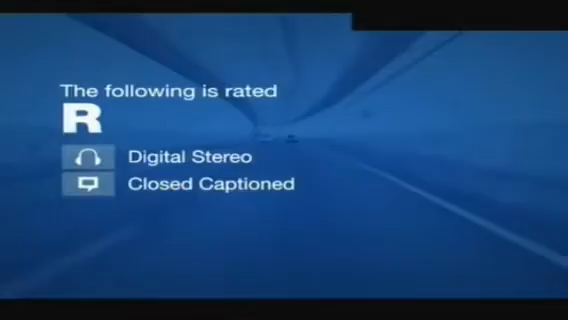 The following is rated
R
Digital Stereo
Closed Captioned